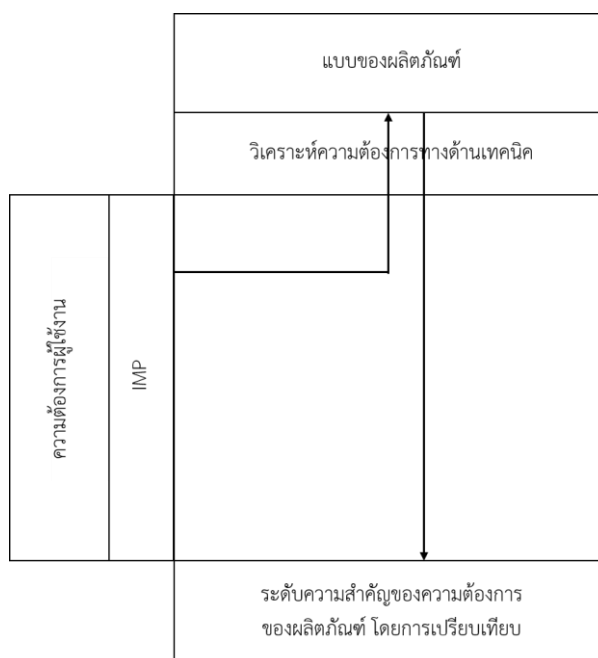 แบบของผลิตภัณฑ์
วิเคราะห์ความต้องการทางด้านเทคนิค
ความต้องการผู้ใช้งาน
IMP
ระดับความสำคัญของความต้องการ
ของผลิตภัณฑ์ โดยการเปรียบเทียบ